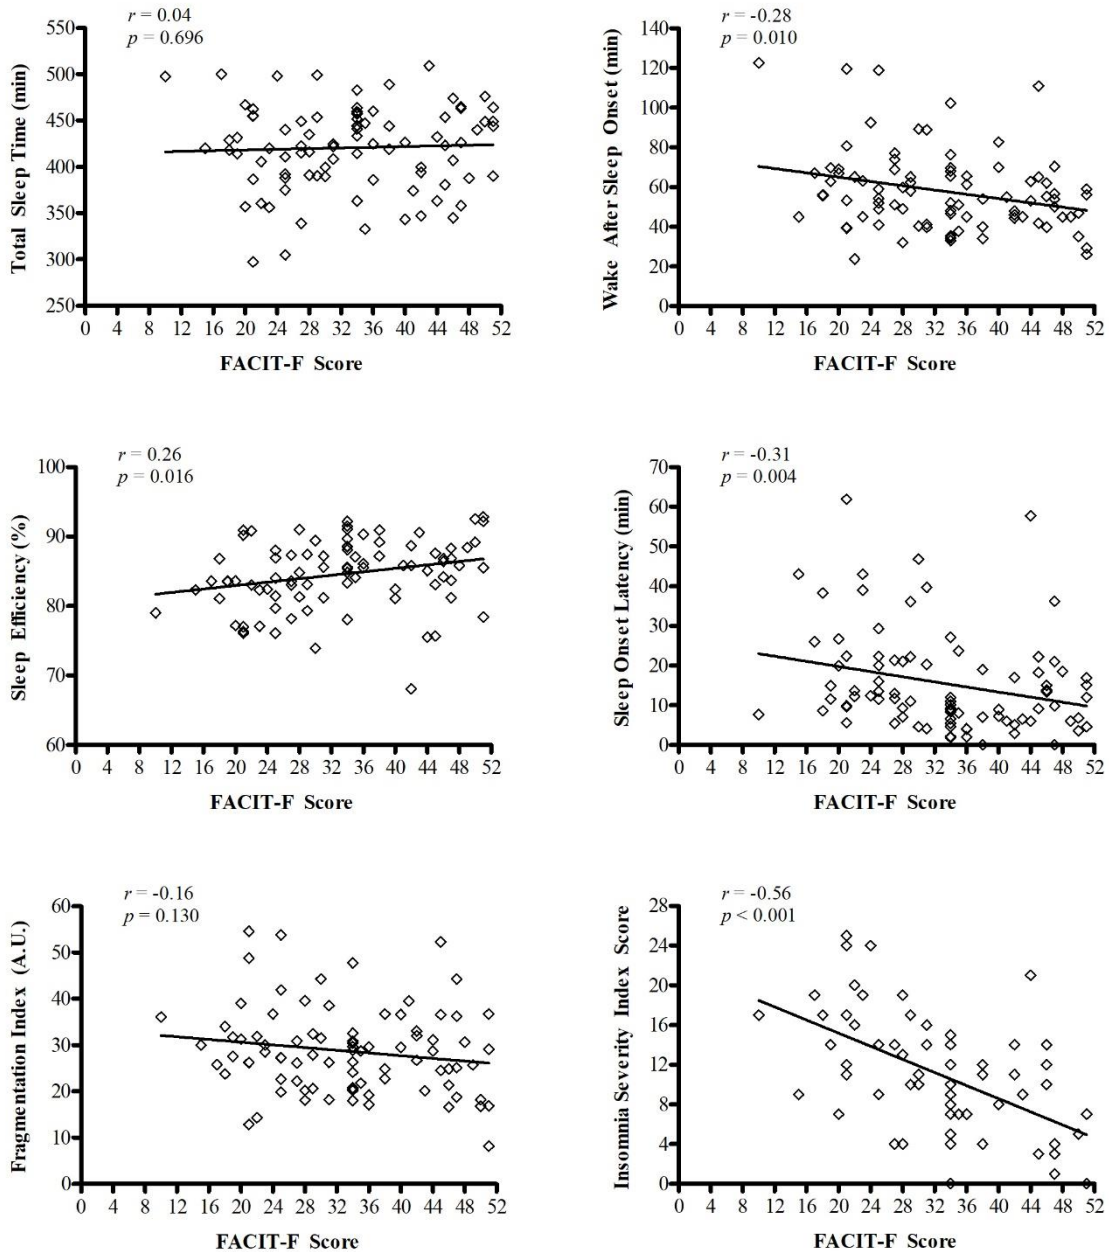 r = 0.04
p = 0.696
Total Sleep Time (min)
550
500
450
400
350
300
250
0 4 8 12 16 20 24 28 32 36 40 44 48 52
FACIT-F Score
r = -0.28
p = 0.010
Wake After Sleep Onset (min)
140
120
100
80
60
40
20
0
0 4 8 12 16 20 24 28 32 36 40 44 48 52
FACIT-F Score
r = 0.26
p = 0.016
Sleep Efficiency (%)
100
90
80
70
60
0 4 8 12 16 20 24 28 32 36 40 44 48 52
FACIT-F Score
r = -0.31
p = 0.004
Sleep Onset Latency (min)
70
60
50
40
30
20
10
0
0 4 8 12 16 20 24 28 32 36 40 44 48 52
FACIT-F Score
r = -0.16
p = 0.130
Fragmentation Index (A.U.)
60
50
40
30
20
10
0
0 4 8 12 16 20 24 28 32 36 40 44 48 52
FACIT-F Score
r = -0.56
p < 0.001
Insomnia Severity Index Score
28
24
20
16
12
8
4
0
0 4 8 12 16 20 24 28 32 36 40 44 48 52
FACIT-F Score